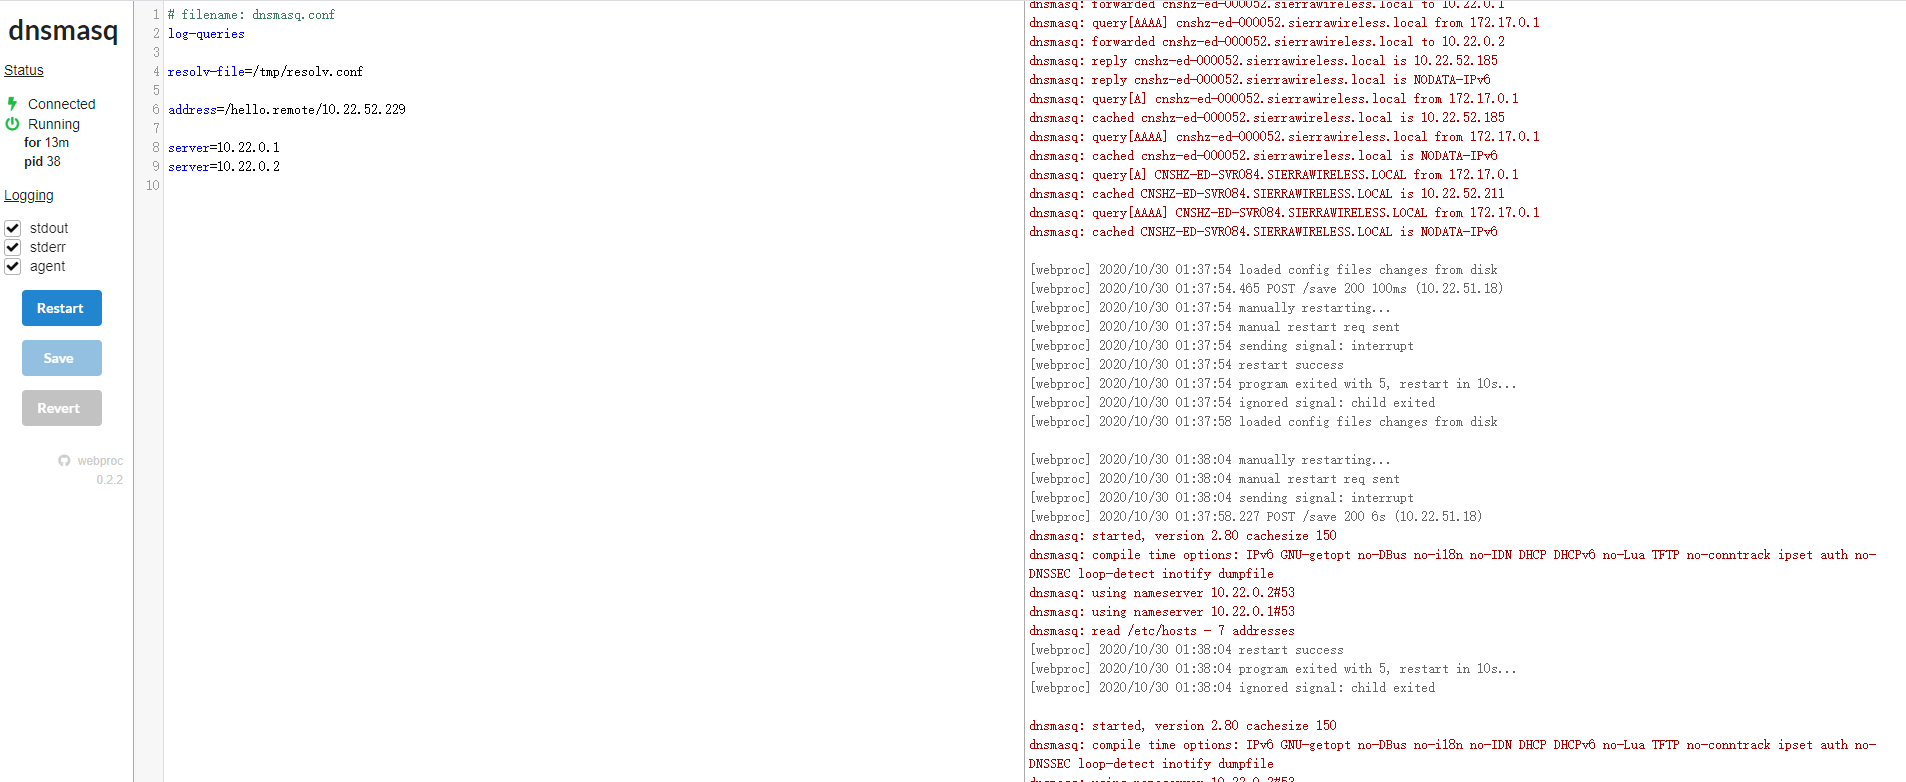 dnsmasq
Status
Connected
Running
for 13m
pid 38
Logging
stdout
stderr
agent
Restart
Save
Revert
webproc
0.2.2
1 # filename: dnsmasq.conf
2 log-queries
3
4 resolv-file=/tmp/resolv.conf
5
6 address=/hello.remote/10.22.52.229
7
8 server=10.22.0.1
9 server=10.22.0.2
10
dnsmasq: forwarded cnshz-ed-000052.sierrawireless.local to 10.22.0.1
dnsmasq: query[AAAA] cnshz-ed-000052.sierrawireless.local from 172.17.0.1
dnsmasq: forwarded cnshz-ed-000052.sierrawireless.local to 10.22.0.2
dnsmasq: reply cnshz-ed-000052.sierrawireless.local is 10.22.52.185
dnsmasq: reply cnshz-ed-000052.sierrawireless.local is NODATA-IPv6
dnsmasq: query[A] cnshz-ed-000052.sierrawireless.local from 172.17.0.1
dnsmasq: cached cnshz-ed-000052.sierrawireless.local is 10.22.52.185
dnsmasq: query[AAAA] cnshz-ed-000052.sierrawireless.local from 172.17.0.1
dnsmasq: cached cnshz-ed-000052.sierrawireless.local is NODATA-IPv6
dnsmasq: query[A] CNSHZ-ED-SVR084.SIERRAWIRELESS.LOCAL from 172.17.0.1
dnsmasq: cached CNSHZ-ED-SVR084.SIERRAWIRELESS.LOCAL is 10.22.52.211
dnsmasq: query[AAAA] CNSHZ-ED-SVR084.SIERRAWIRELESS.LOCAL from 172.17.0.1
dnsmasq: cached CNSHZ-ED-SVR084.SIERRAWIRELESS.LOCAL is NODATA-IPv6
[webproc] 2020/10/30 01:37:54 loaded config files changes from disk
[webproc] 2020/10/30 01:37:54.465 POST /save 200 100ms (10.22.51.18)
[webproc] 2020/10/30 01:37:54 manually restarting...
[webproc] 2020/10/30 01:37:54 manual restart req sent
[webproc] 2020/10/30 01:37:54 sending signal: interrupt
[webproc] 2020/10/30 01:37:54 restart success
[webproc] 2020/10/30 01:37:54 program exited with 5, restart in 10s...
[webproc] 2020/10/30 01:37:54 ignored signal: child exited
[webproc] 2020/10/30 01:37:58 loaded config files changes from disk
[webproc] 2020/10/30 01:38:04 manually restarting...
[webproc] 2020/10/30 01:38:04 manual restart req sent
[webproc] 2020/10/30 01:38:04 sending signal: interrupt
[webproc] 2020/10/30 01:37:58.227 POST /save 200 6s (10.22.51.18)
dnsmasq: started, version 2.80 cachesize 150
dnsmasq: compile time options: IPv6 GNU-getopt no-DBus no-i18n no-IDN DHCP DHCPv6 no-Lua TFTP no-conntrack ipset auth no-
DNSSEC loop-detect inotify dumpfile
dnsmasq: using nameserver 10.22.0.2#53
dnsmasq: using nameserver 10.22.0.1#53
dnsmasq: read /etc/hosts - 7 addresses
[webproc] 2020/10/30 01:38:04 restart success
[webproc] 2020/10/30 01:38:04 program exited with 5, restart in 10s...
[webproc] 2020/10/30 01:38:04 ignored signal: child exited
dnsmasq: started, version 2.80 cachesize 150
dnsmasq: compile time options: IPv6 GNU-getopt no-DBus no-i18n no-IDN DHCP DHCPv6 no-Lua TFTP no-conntrack ipset auth no-
DNSSEC loop-detect inotify dumpfile
dnsmasq: using nameserver 10.22.0.2#53